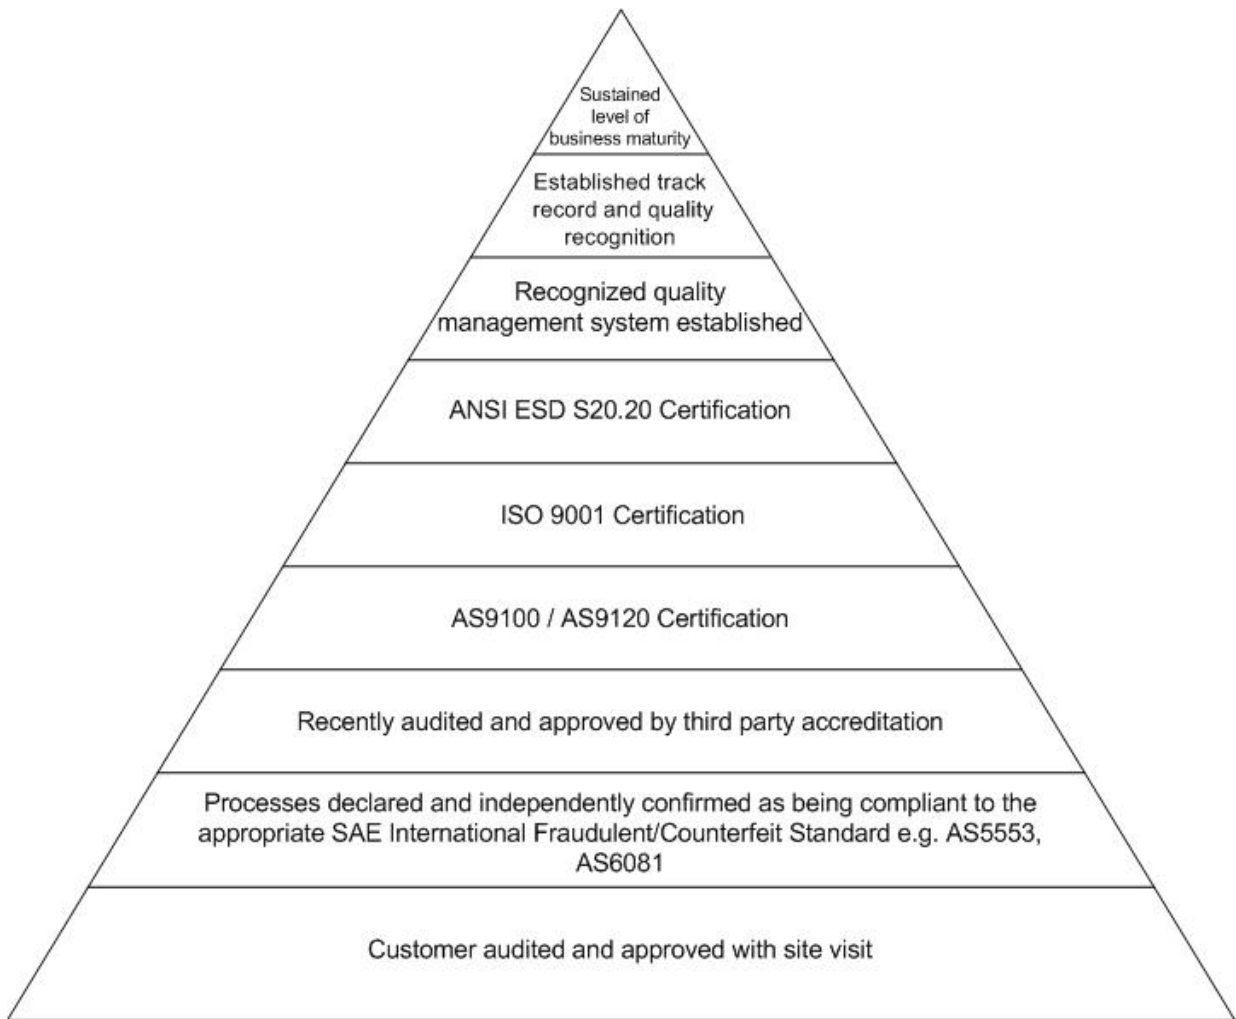 Sustained
level of
business maturity
Established track
record and quality
recognition
Recognized quality
management system established
ANSI ESD S20.20 Certification
ISO 9001 Certification
AS9100 / AS9120 Certification
Recently audited and approved by third party accreditation
Processes declared and independently confirmed as being compliant to the
appropriate SAE International Fraudulent/Counterfeit Standard e.g. AS5553,
AS6081
Customer audited and approved with site visit